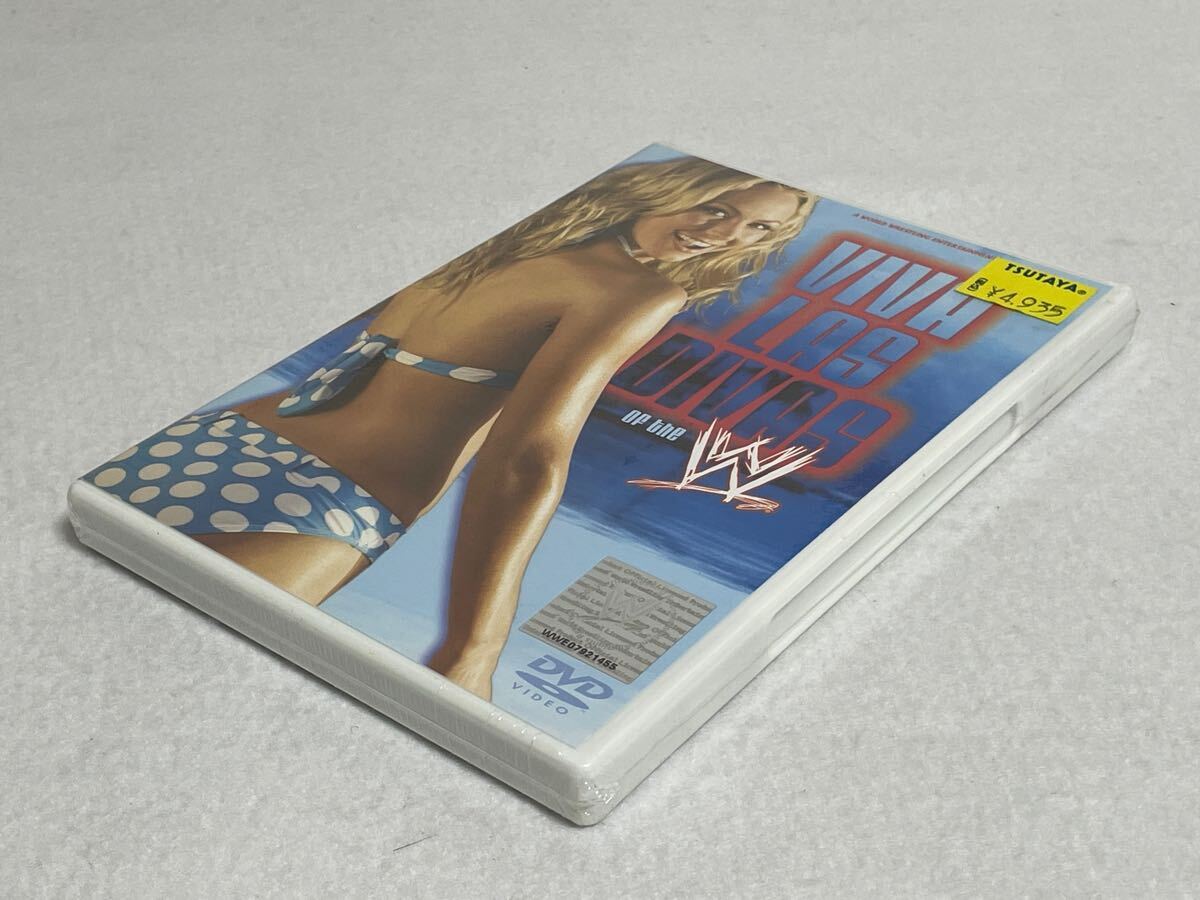 A WORLD WRESTLING ENTERTAINMENT
VIVA
LAS
DIVAS
OF the
W
TSUTAYA®
¥4,935
WWE07921455
DVD
VIDEO